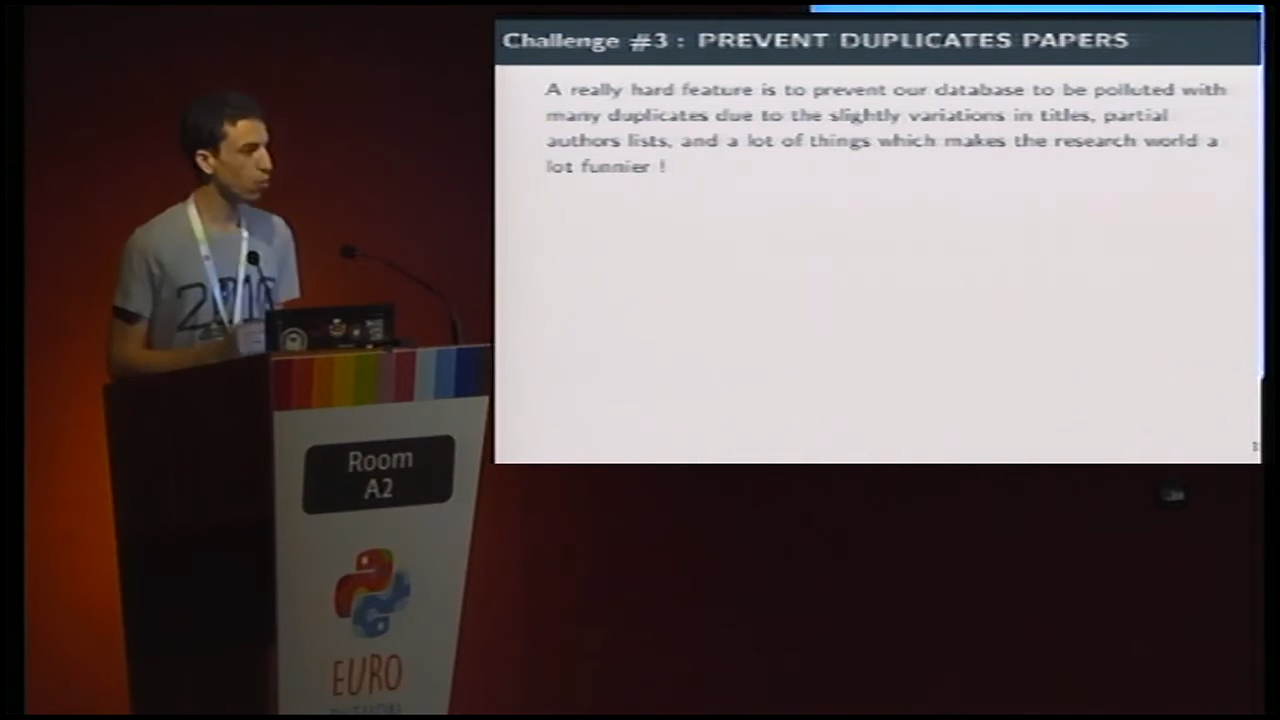 Challenge #3 : PREVENT DUPLICATES PAPERS
A really hard feature is to prevent our database to be polluted with
many duplicates due to the slightly variations in titles, partial
authors lists, and a lot of things which makes the research world a
lot funnier !
Room
A2
EURO